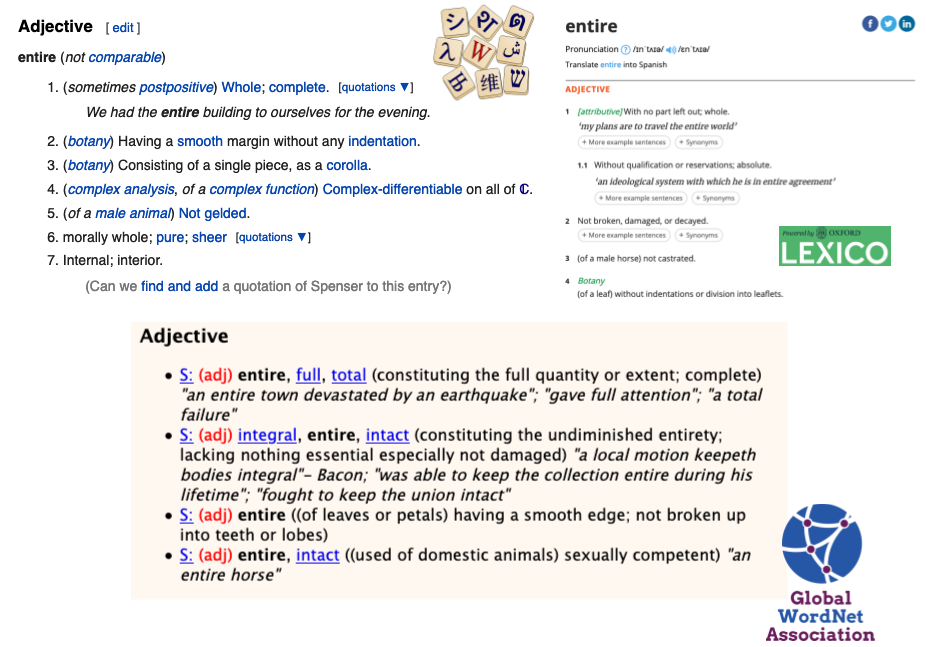 Adjective [ edit ]
entire (not comparable)
1. (sometimes postpositive) Whole; complete. [quotations ▼]
We had the entire building to ourselves for the evening.
2. (botany) Having a smooth margin without any indentation.
3. (botany) Consisting of a single piece, as a corolla.
4. (complex analysis, of a complex function) Complex-differentiable on all of ℂ.
5. (of a male animal) Not gelded.
6. morally whole; pure; sheer [quotations ▼]
7. Internal; interior.
(Can we find and add a quotation of Spenser to this entry?)
シ प ด
λ W ش
維 ש
entire
Pronunciation ? /ɪnˈtʌɪə/ /ɛnˈtʌɪə/
Translate entire into Spanish
ADJECTIVE
1 [attributive] With no part left out; whole.
‘my plans are to travel the entire world’
+ More example sentences + Synonyms
1.1 Without qualification or reservations; absolute.
‘an ideological system with which he is in entire agreement’
+ More example sentences + Synonyms
2 Not broken, damaged, or decayed.
+ More example sentences + Synonyms
3 (of a male horse) not castrated.
4 Botany
(of a leaf) without indentations or division into leaflets.
Powered by OXFORD
LEXICO
Adjective
• S: (adj) entire, full, total (constituting the full quantity or extent; complete)
"an entire town devastated by an earthquake"; "gave full attention"; "a total
failure"
• S: (adj) integral, entire, intact (constituting the undiminished entirety;
lacking nothing essential especially not damaged) "a local motion keepeth
bodies integral"– Bacon; "was able to keep the collection entire during his
lifetime"; "fought to keep the union intact"
• S: (adj) entire ((of leaves or petals) having a smooth edge; not broken up
into teeth or lobes)
• S: (adj) entire, intact ((used of domestic animals) sexually competent) "an
entire horse"
Global
WordNet
Association